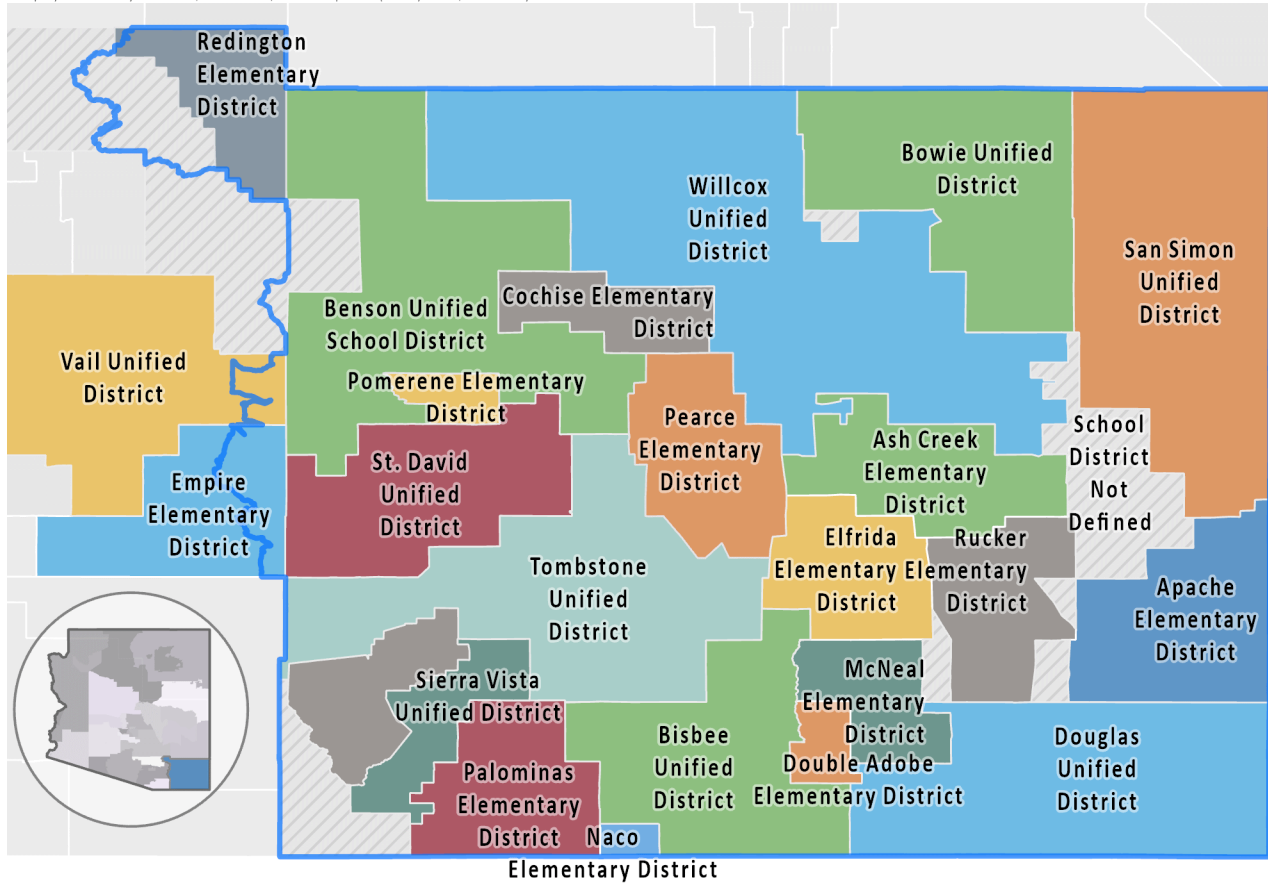 Redington
Elementary
District
Bowie Unified
District
Willcox
Unified
District
San Simon
Unified
District
Cochise Elementary
District
Benson Unified
School District
Vail Unified
District
Pomerene Elementary
District
Pearce
Elementary
District
School
District
Not
Defined
Ash Creek
Elementary
District
St. David
Unified
District
Empire
Elementary
District
Elfrida
Elementary
District
Rucker
Elementary
District
Tombstone
Unified
District
Apache
Elementary
District
McNeal
Elementary
District
Sierra Vista
Unified District
Bisbee
Unified
District
Douglas
Unified
District
Double Adobe
Elementary District
Palominas
Elementary
District
Naco
Elementary District